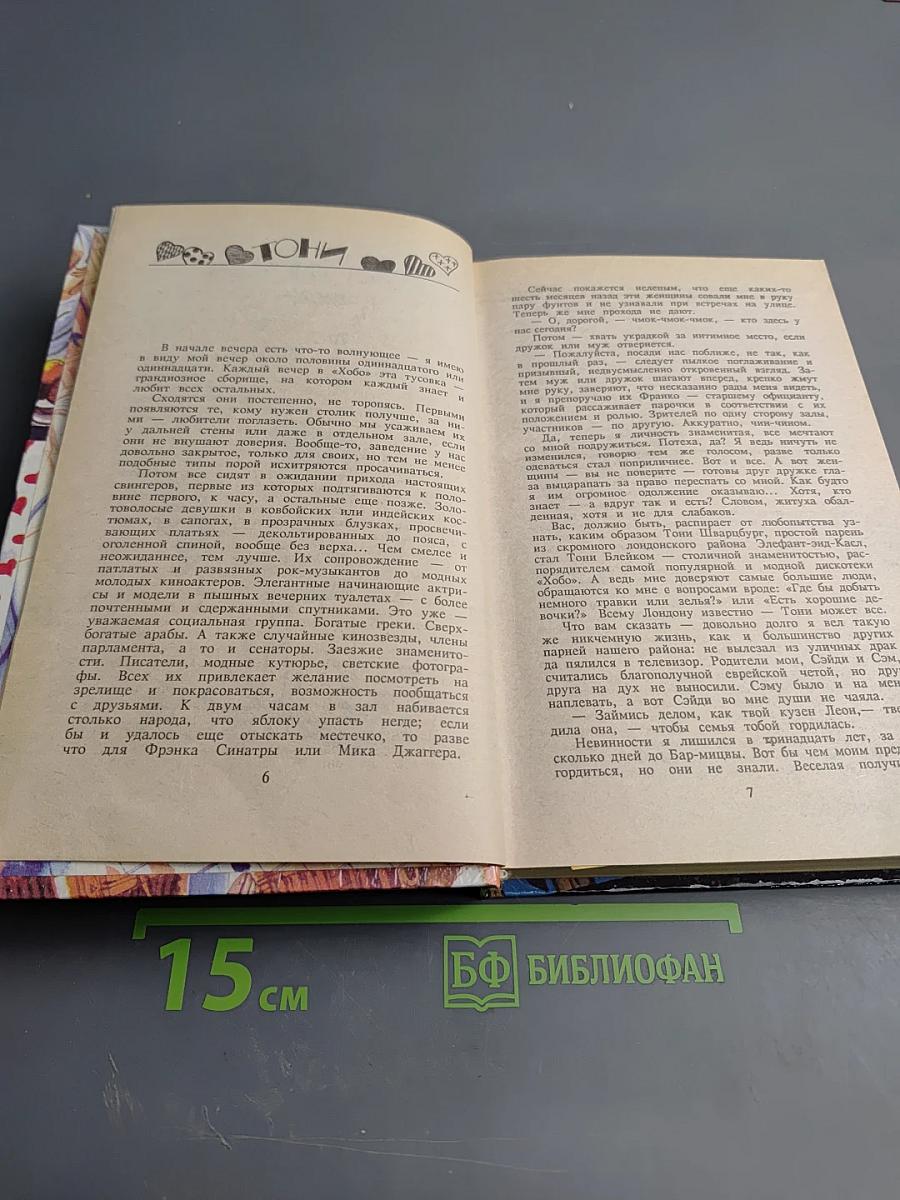 ТОНИ
В начале вечера есть что-то волнующее — я имею
в виду мой вечер около половины одиннадцатого или
одиннадцати. Каждый вечер в «Хобо» эта тусовка —
грандиозное сборище, на котором каждый знает и
любит всех остальных.
Сходятся они постепенно, не торопясь. Первыми
появляются те, кому нужен столик получше, за ни-
ми — любители поглазеть. Обычно мы усаживаем их
у дальней стены или даже в отдельном зале, если
они не внушают доверия. Вообще-то, заведение у нас
довольно закрытое, только для своих, но тем не менее
подобные типы порой исхитряются просачиваться.
Потом все сидят в ожидании прихода настоящих
свингеров, первые из которых подтягиваются к поло-
вине первого, к часу, а остальные еще позже. Золо-
товолосые девушки в ковбойских или индейских кос-
тюмах, в сапогах, в прозрачных блузках, просвечи-
вающих платьях — декольтированных до пояса, с
оголенной спиной, вообще без верха... Чем смелее и
неожиданнее, тем лучше. Их сопровождение — от
патлатых и развязных рок-музыкантов до модных
молодых киноактеров. Элегантные начинающие актри-
сы и модели в пышных вечерних туалетах — с более
почтенными и сдержанными спутниками. Это уже —
уважаемая социальная группа. Богатые греки. Сверх-
богатые арабы. А также случайные кинозвезды, члены
парламента, а то и сенаторы. Заезжие знаменито-
сти. Писатели, модные кутюрье, светские фотогра-
фы. Всех их привлекает желание посмотреть на
зрелище и покрасоваться, возможность пообщаться
с друзьями. К двум часам в зал набивается
столько народа, что яблоку упасть негде; если
бы и удалось еще отыскать местечко, то разве
что для Фрэнка Синатры или Мика Джаггера.
6
Сейчас покажется нелепым, что еще каких-то
шесть месяцев назад эти женщины совали мне в руку
пару фунтов и не узнавали при встречах на улице.
Теперь же мне прохода не дают.
— О, дорогой, — чмок-чмок-чмок, — кто здесь у
нас сегодня?
Потом — хвать украдкой за интимное место, если
дружок или муж отвернется.
— Пожалуйста, посади нас поближе, не так, как
в прошлый раз, — следует пылкое поглаживание и
призывный, недвусмысленно откровенный взгляд. За-
тем муж или дружок шагают вперед, крепко жмут
мне руку, заверяют, что несказанно рады меня видеть,
и я препоручаю их Франко — старшему официанту,
который рассаживает парочки в соответствии с их
положением и ролью. Зрителей по одну сторону залы,
участников — по другую. Аккуратно, чин-чином.
Да, теперь я личность знаменитая, все мечтают
со мной подружиться. Потеха, да? Я ведь ничуть не
изменился, говорю тем же голосом, разве только
одеваться стал поприличнее. Вот и все. А вот жен-
щины — вы не поверите — готовы друг дружке гла-
за выцарапать за право переспать со мной. Как будто
я им огромное одолжение оказываю... Хотя, кто
знает — а вдруг так и есть? Словом, житуха обал-
денная, хотя и не для слабаков.
Вас, должно быть, распирает от любопытства уз-
нать, каким образом Тони Шварцбург, простой парень
из скромного лондонского района Элефант-энд-Касл,
стал Тони Блейком — столичной знаменитостью, рас-
порядителем самой популярной и модной дискотеки
«Хобо». А ведь мне доверяют самые большие люди,
обращаются ко мне с вопросами вроде: «Где бы добыть
немного травки или зелья?» или «Есть хорошие де-
вочки?» Всему Лондону известно — Тони может все.
Что вам сказать — довольно долго я вел такую
же никчемную жизнь, как и большинство других
парней нашего района: не вылезал из уличных драк
да пялился в телевизор. Родители мои, Сэйди и Сэм,
считались благополучной еврейской четой, но друг
друга на дух не выносили. Сэму было и на меня
наплевать, а вот Сэйди во мне души не чаяла.
— Займись делом, как твой кузен Леон,— твер-
дила она, — чтобы семья тобой гордилась.
Невинности я лишился в тринадцать лет, за
сколько дней до Бар-мицвы. Вот бы чем моим пред
гордиться, но они не знали. Веселая получи
7
15 см
БФ БИБЛИОФАН